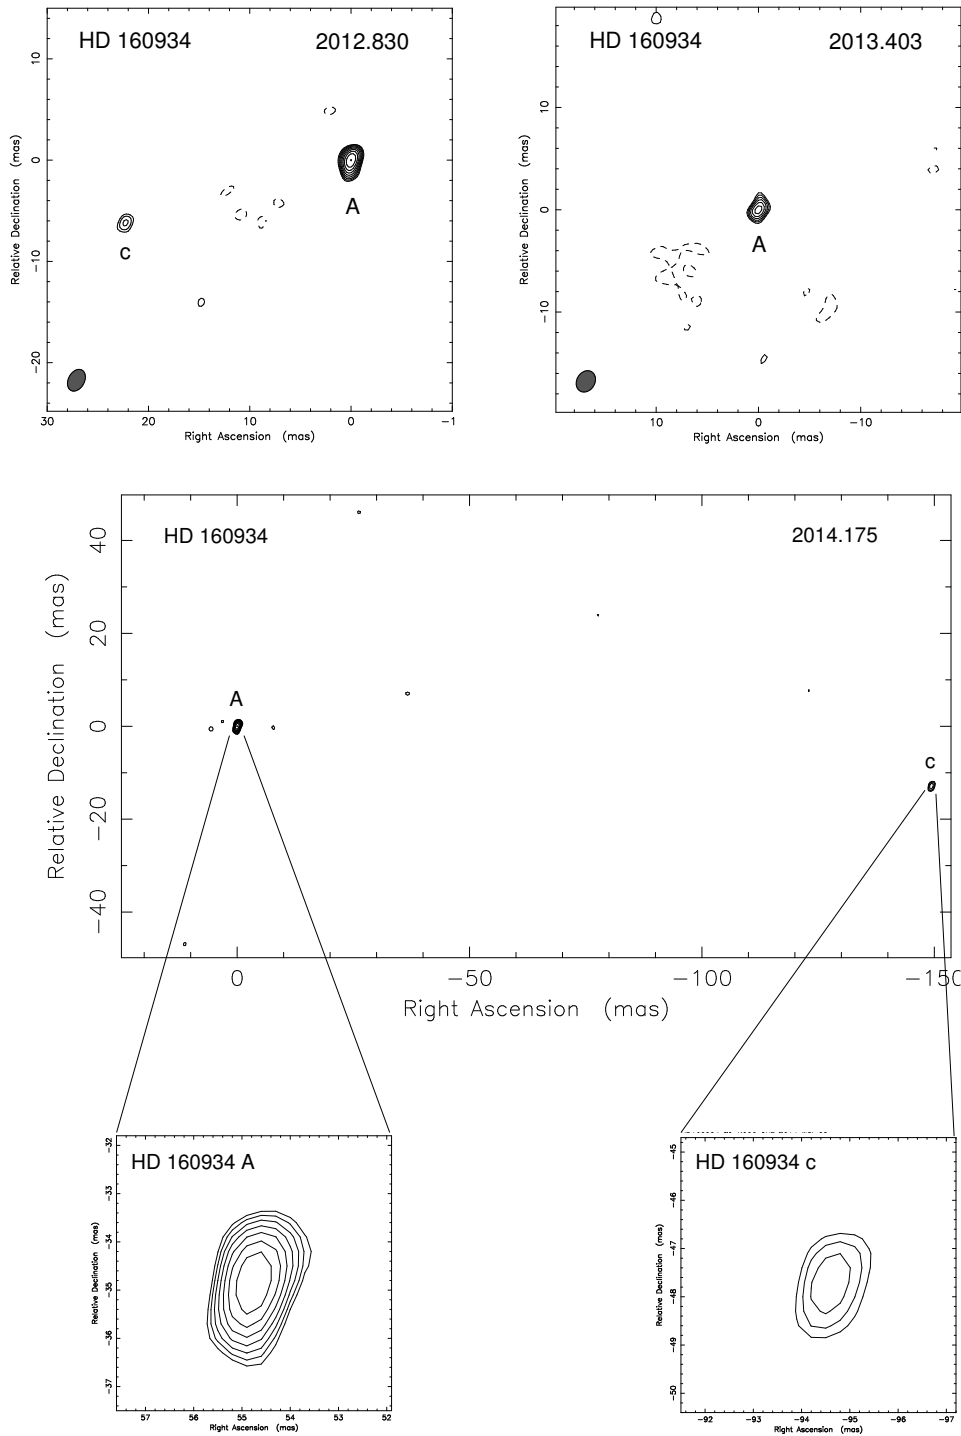 HD 160934 2012.830
10
0
−10
−20
Relative Declination (mas)
A
c
30 20 10 0 −1
Right Ascension (mas)
HD 160934 2013.403
10
0
−10
Relative Declination (mas)
A
10 0 −10
Right Ascension (mas)
HD 160934 2014.175
40
20
0
−20
−40
Relative Declination (mas)
A
c
0 −50 −100 −150
Right Ascension (mas)
HD 160934 A
−32
−33
−34
−35
−36
−37
Relative Declination (mas)
57 56 55 54 53 52
Right Ascension (mas)
HD 160934 c
−45
−46
−47
−48
−49
−50
Relative Declination (mas)
−92 −93 −94 −95 −96 −97
Right Ascension (mas)